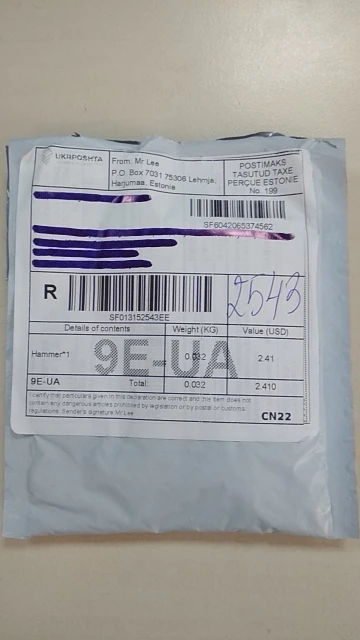 UKRPOSHTA
From: Mr Lee
P.O. Box 7031 75306 Lehmja,
Harjumaa, Estonia
POSTIMAKS
TASUTUD TAXE
PERÇUE ESTONIE
No. 199
SF6042065374562
R
SF013152543EE
2543
Details of contents Weight (KG) Value (USD)
Hammer*1 0.032 2.41
9E-UA
9E-UA Total: 0.032 2.410
I certify that particulars given in this declaration are correct and this item does not
contain any dangerous articles prohibited by legislation or by postal or customs
regulations. Sender's signature Mr Lee
CN22